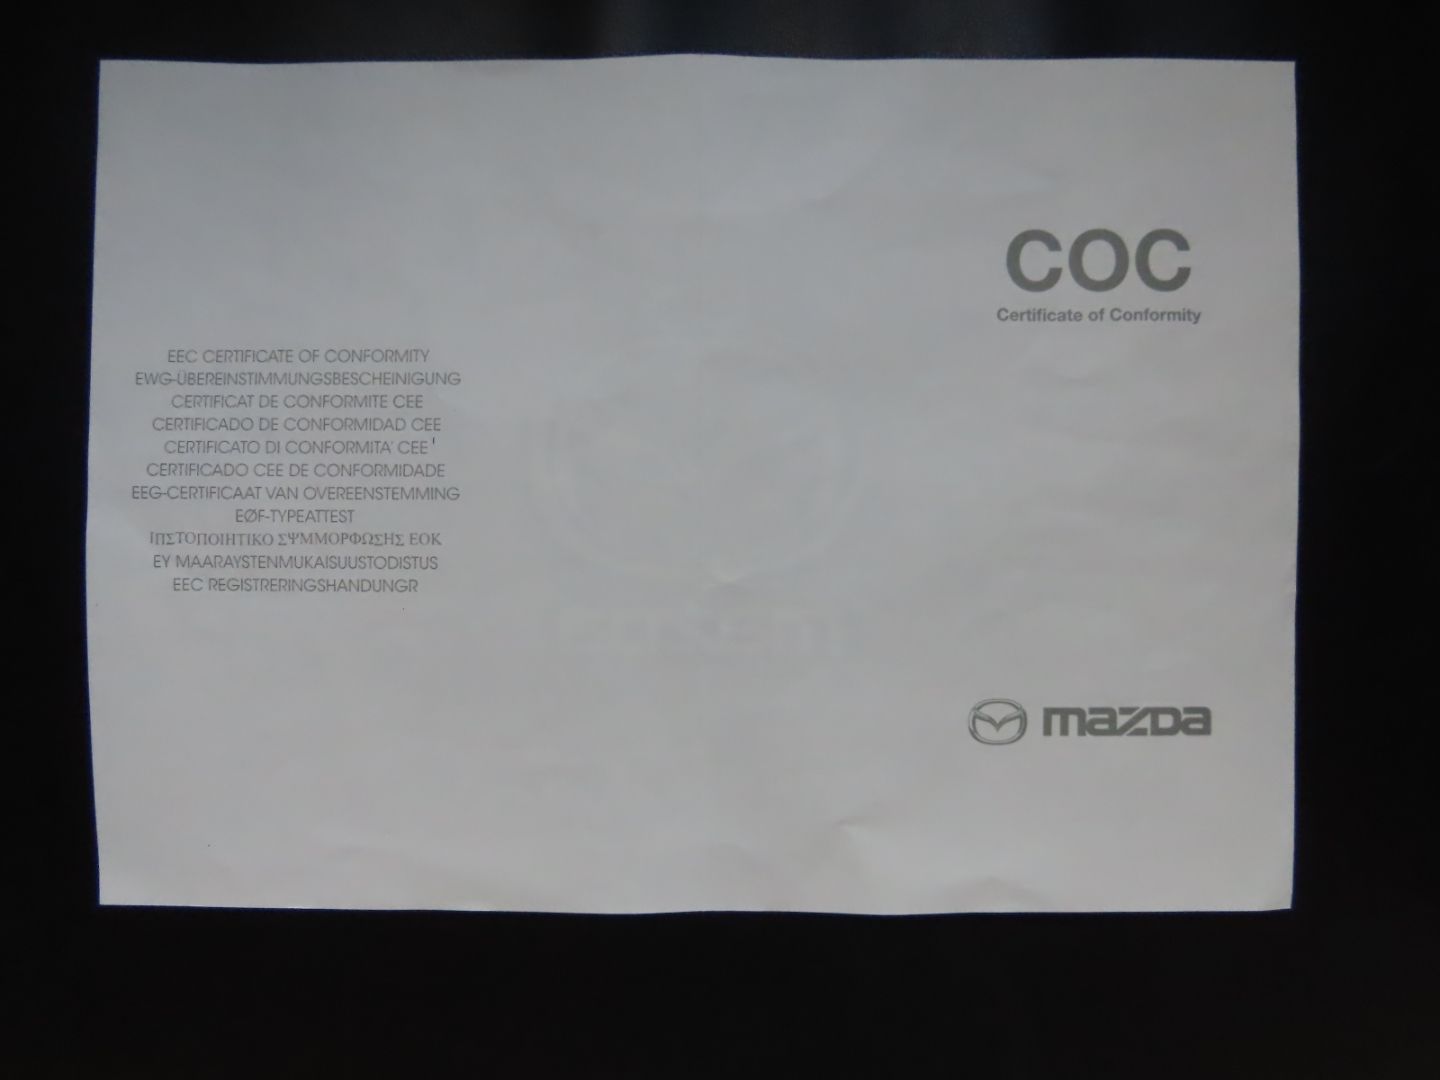 EEC CERTIFICATE OF CONFORMITY
EWG-ÜBEREINSTIMMUNGSBESCHEINIGUNG
CERTIFICAT DE CONFORMITE CEE
CERTIFICADO DE CONFORMIDAD CEE
CERTIFICATO DI CONFORMITA' CEE
CERTIFICADO CEE DE CONFORMIDADE
EEG-CERTIFICAAT VAN OVEREENSTEMMING
EØF-TYPEATTEST
ΙΠΣΤΟΠΟΙΗΤΙΚΟ ΣΨΜΜΟΡΦΩΣΗΣ ΕΟΚ
EY MAARAYSTENMUKAISUUSTODISTUS
EEC REGISTRERINGSHANDUNGR
COC
Certificate of Conformity
mazda